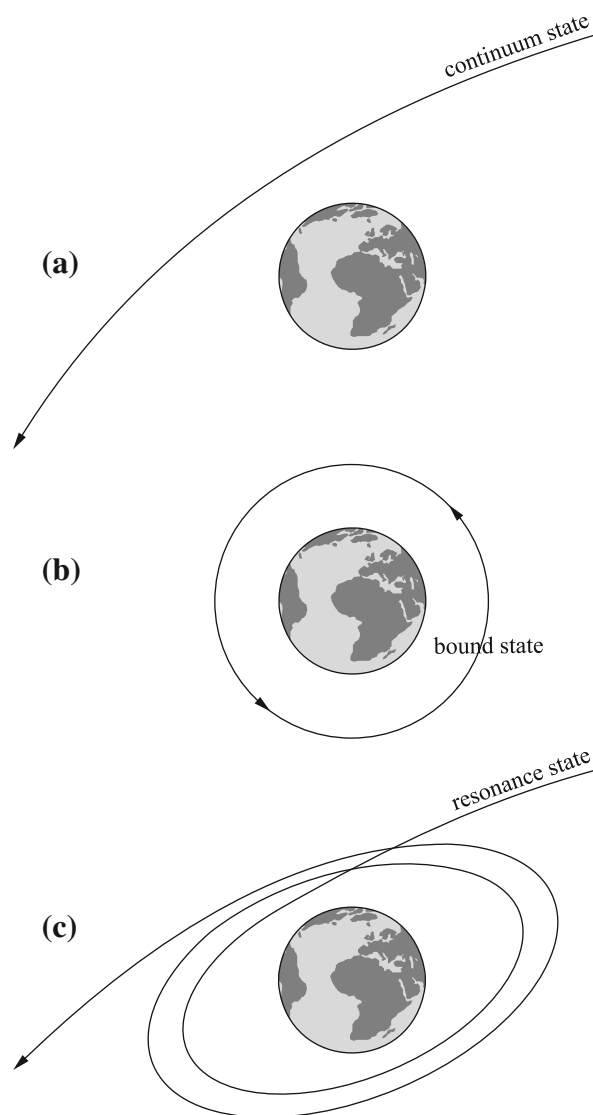 continuum state
(a)
(b)
bound state
resonance state
(c)